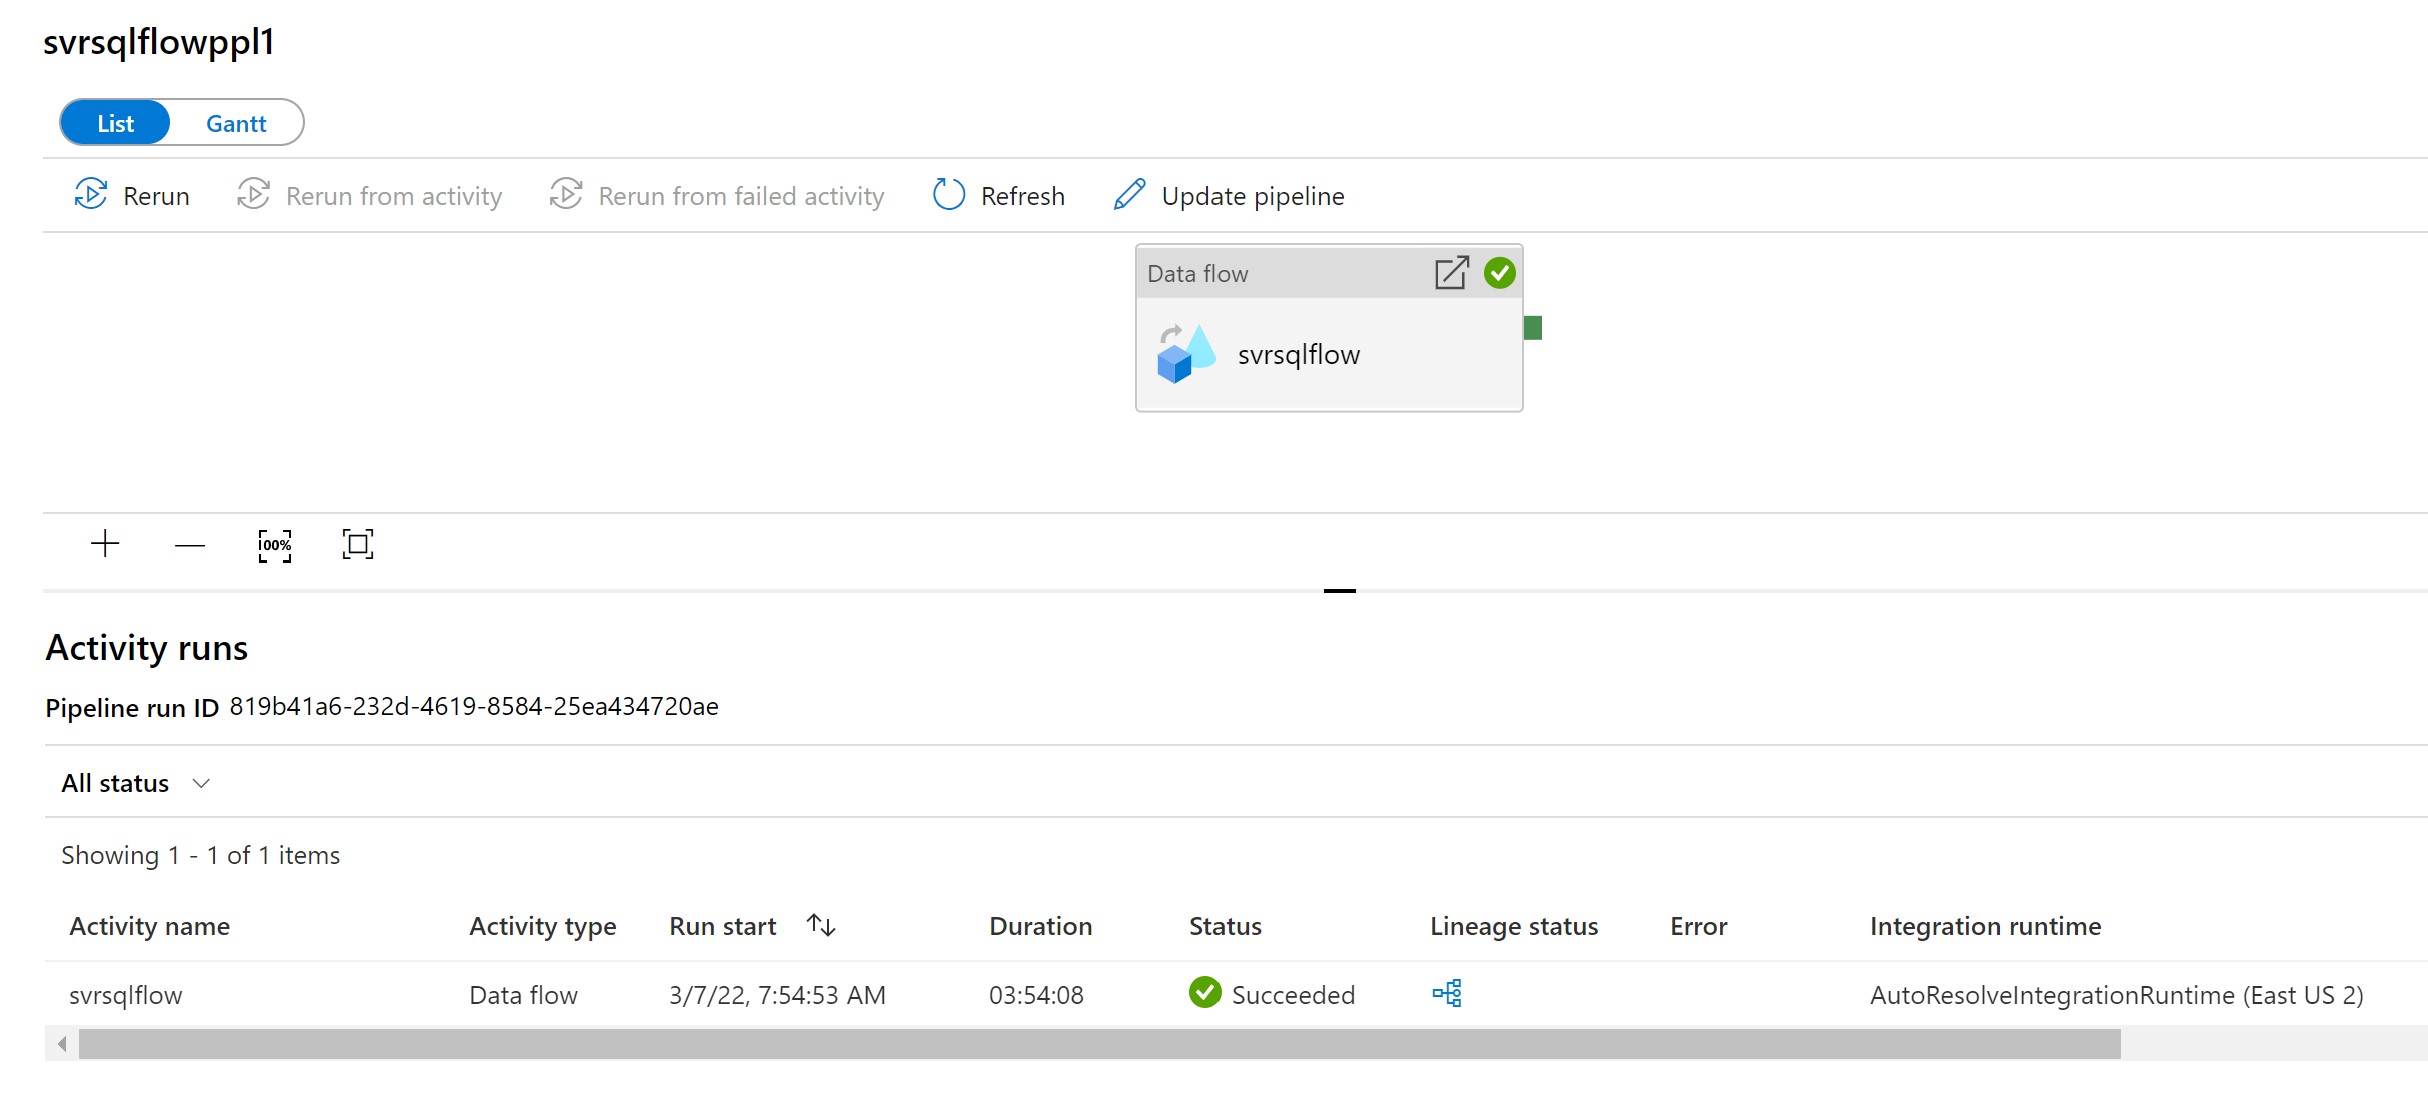 svrsqlflowppl1
List Gantt
Rerun Rerun from activity Rerun from failed activity Refresh Update pipeline
Data flow
svrsqlflow
00%
Activity runs
Pipeline run ID 819b41a6-232d-4619-8584-25ea434720ae
All status
Showing 1 - 1 of 1 items
Activity name Activity type Run start Duration Status Lineage status Error Integration runtime
svrsqlflow Data flow 3/7/22, 7:54:53 AM 03:54:08 Succeeded AutoResolveIntegrationRuntime (East US 2)